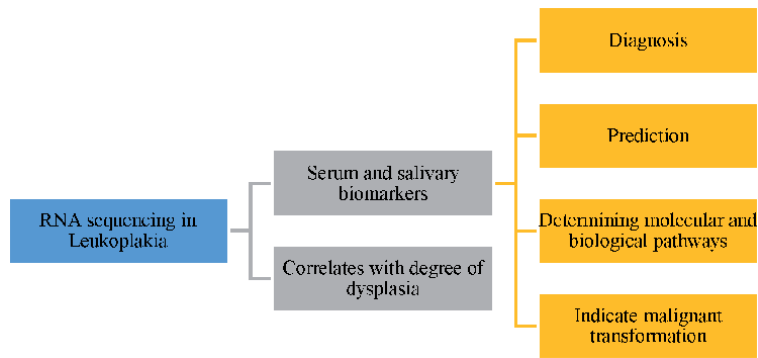 RNA sequencing in
Leukoplakia
Serum and salivary
biomarkers
Correlates with degree of
dysplasia
Diagnosis
Prediction
Determining molecular and
biological pathways
Indicate malignant
transformation